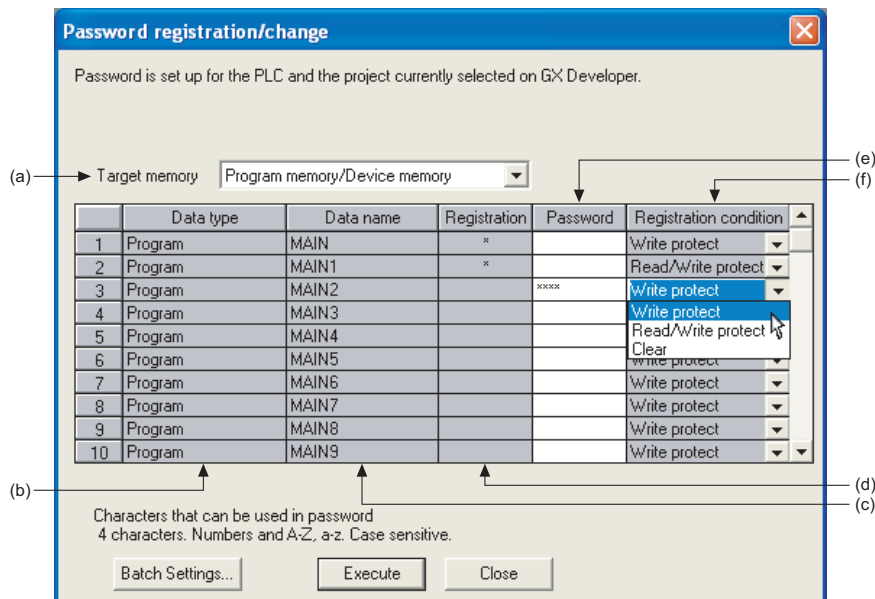 Password registration/change
Password is set up for the PLC and the project currently selected on GX Developer.
(e)
(a) Target memory Program memory/Device memory
(f)
Data type Data name Registration Password Registration condition
1 Program MAIN * Write protect
2 Program MAIN1 * Read/Write protect
3 Program MAIN2 **** Write protect
4 Program MAIN3 Write protect
5 Program MAIN4 Read/Write protect
Clear
6 Program MAIN5 Write protect
7 Program MAIN6 Write protect
8 Program MAIN7 Write protect
9 Program MAIN8 Write protect
10 Program MAIN9 Write protect
(b) (d)
(c)
Characters that can be used in password
4 characters. Numbers and A-Z, a-z. Case sensitive.
Batch Settings... Execute Close